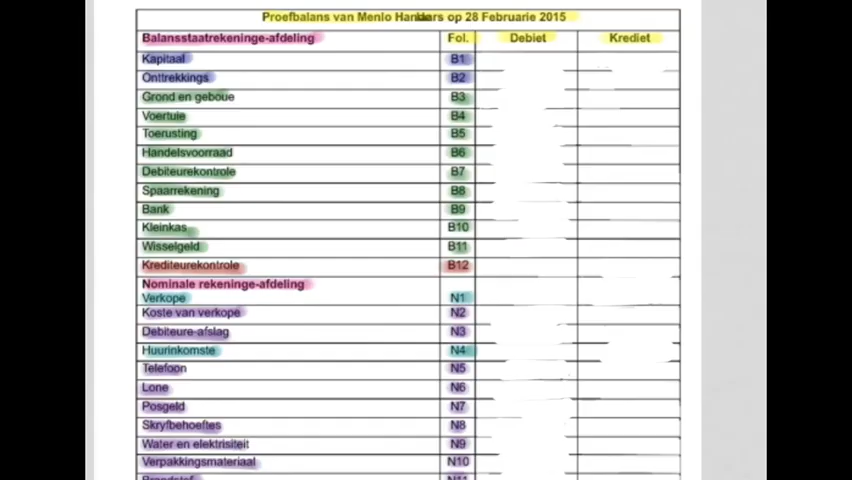 Proefbalans van Menlo Handelaars op 28 Februarie 2015
Balansstaatrekeninge-afdeling Fol. Debiet Krediet
Kapitaal B1
Onttrekkings B2
Grond en geboue B3
Voertuie B4
Toerusting B5
Handelsvoorraad B6
Debiteurekontrole B7
Spaarrekening B8
Bank B9
Kleinkas B10
Wisselgeld B11
Krediteurekontrole B12
Nominale rekeninge-afdeling
Verkope N1
Koste van verkope N2
Debiteure-afslag N3
Huurinkomste N4
Telefoon N5
Lone N6
Posgeld N7
Skryfbehoeftes N8
Water en elektrisiteit N9
Verpakkingsmateriaal N10
Brandstof N11